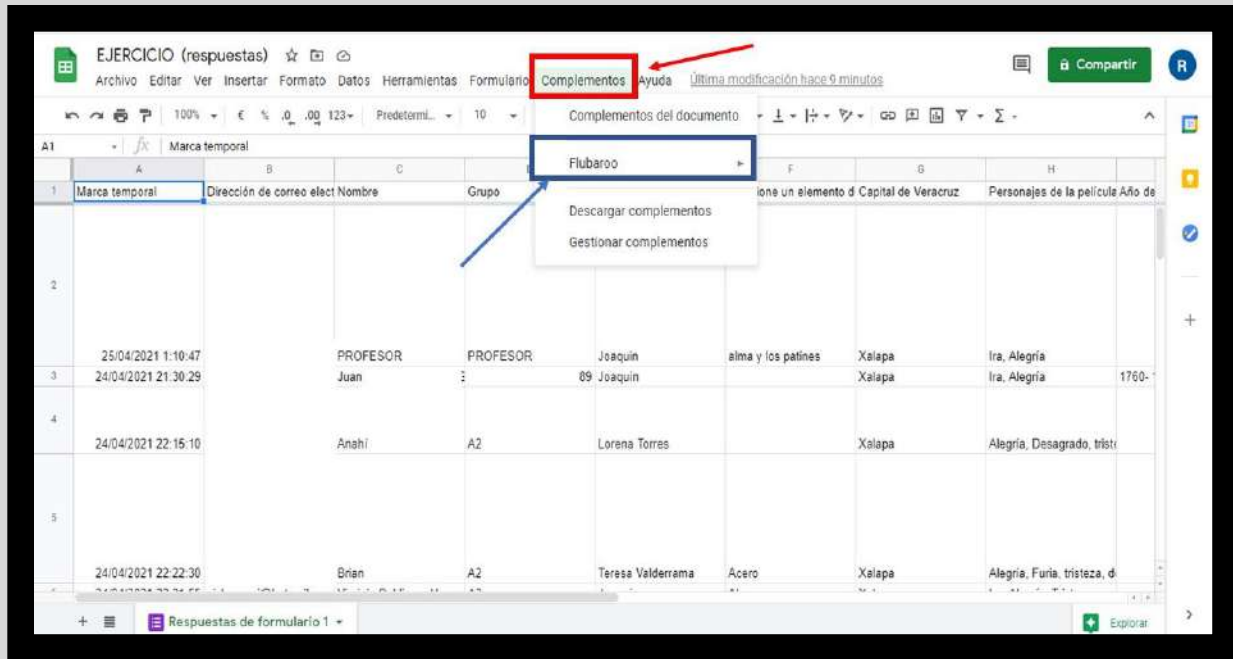 EJERCICIO (respuestas)
Archivo Editar Ver Insertar Formato Datos Herramientas Formulario Complementos Ayuda Última modificación hace 9 minutos
Compartir
R
100% € % .0 .00 123 Predetermi... 10
Complementos del documento
A1 fx Marca temporal
Flubaroo
A B C F G H
1 Marca temporal Dirección de correo elect Nombre Grupo ione un elemento d Capital de Veracruz Personajes de la película Año de
Descargar complementos
Gestionar complementos
2 25/04/2021 1:10:47 PROFESOR PROFESOR Joaquin alma y los patines Xalapa Ira, Alegría
3 24/04/2021 21:30:29 Juan 89 Joaquin Xalapa Ira, Alegría 1760-
4 24/04/2021 22:15:10 Anahí A2 Lorena Torres Xalapa Alegría, Desagrado, trist
5 24/04/2021 22:22:30 Brian A2 Teresa Valderrama Acero Xalapa Alegría, Furia, tristeza, d
Respuestas de formulario 1
Explorar